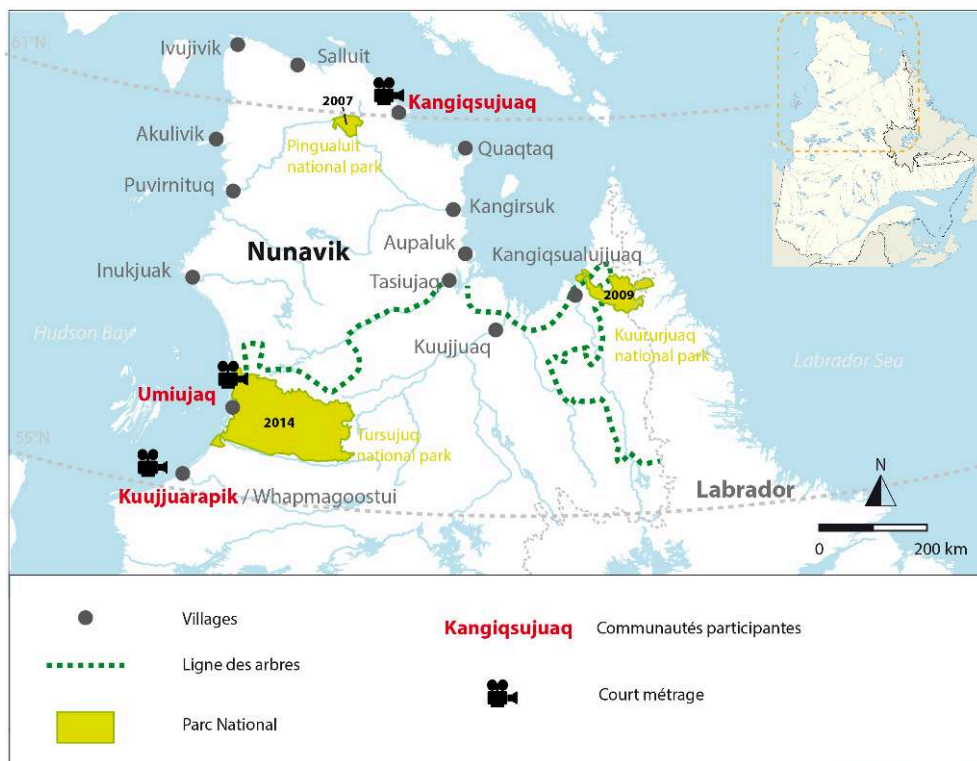 61°N
Ivujivik
Salluit
2007
Kangiqsujuaq
Akulivik
Pingualuit
national park
Quaqtaq
Puvirnituq
Kangirsuk
Nunavik
Aupaluk
Kangiqsualujjuaq
Inukjuak
Tasiujaq
2009
Hudson Bay
Kuujjuaq
Kuururjuaq
national park
Labrador Sea
Umiujaq
2014
Tursujuq
national park
55°N
Kuujjuarapik / Whapmagoostui
Labrador
N
0 200 km
Villages
Kangiqsujuaq Communautés participantes
Ligne des arbres
Court métrage
Parc National